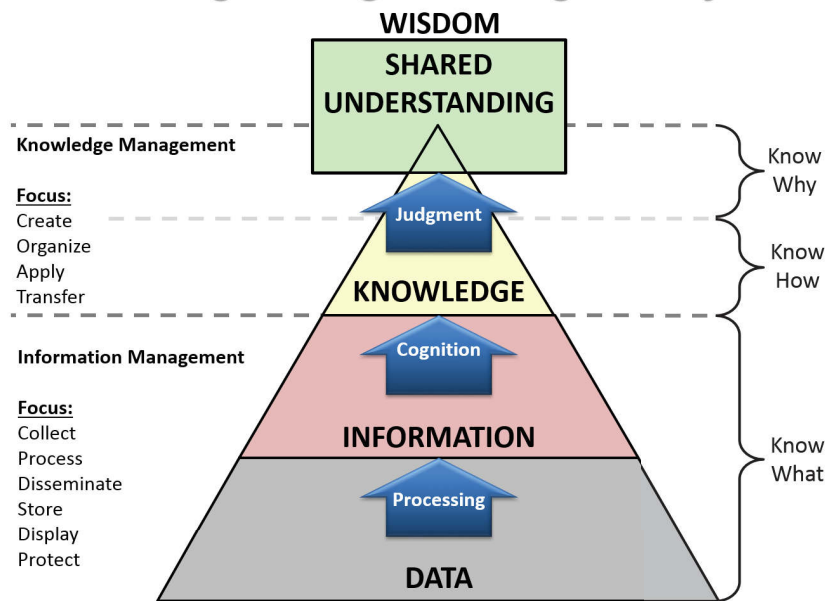 WISDOM
SHARED
UNDERSTANDING
Knowledge Management
Focus:
Create
Organize
Apply
Transfer
Judgment
KNOWLEDGE
Know
Why
Know
How
Information Management
Focus:
Collect
Process
Disseminate
Store
Display
Protect
Cognition
INFORMATION
Processing
DATA
Know
What